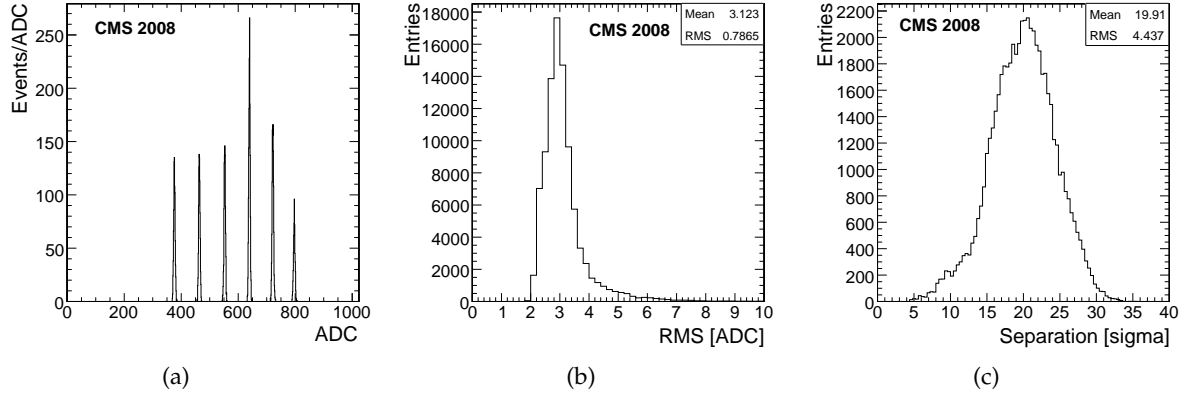 CMS 2008
Events/ADC
250
200
150
100
50
0
0 200 400 600 800 1000
ADC
(a)
CMS 2008
Mean 3.123
RMS 0.7865
Entries
18000
16000
14000
12000
10000
8000
6000
4000
2000
0
0 1 2 3 4 5 6 7 8 9 10
RMS [ADC]
(b)
CMS 2008
Mean 19.91
RMS 4.437
Entries
2200
2000
1800
1600
1400
1200
1000
800
600
400
200
0
0 5 10 15 20 25 30 35 40
Separation [sigma]
(c)